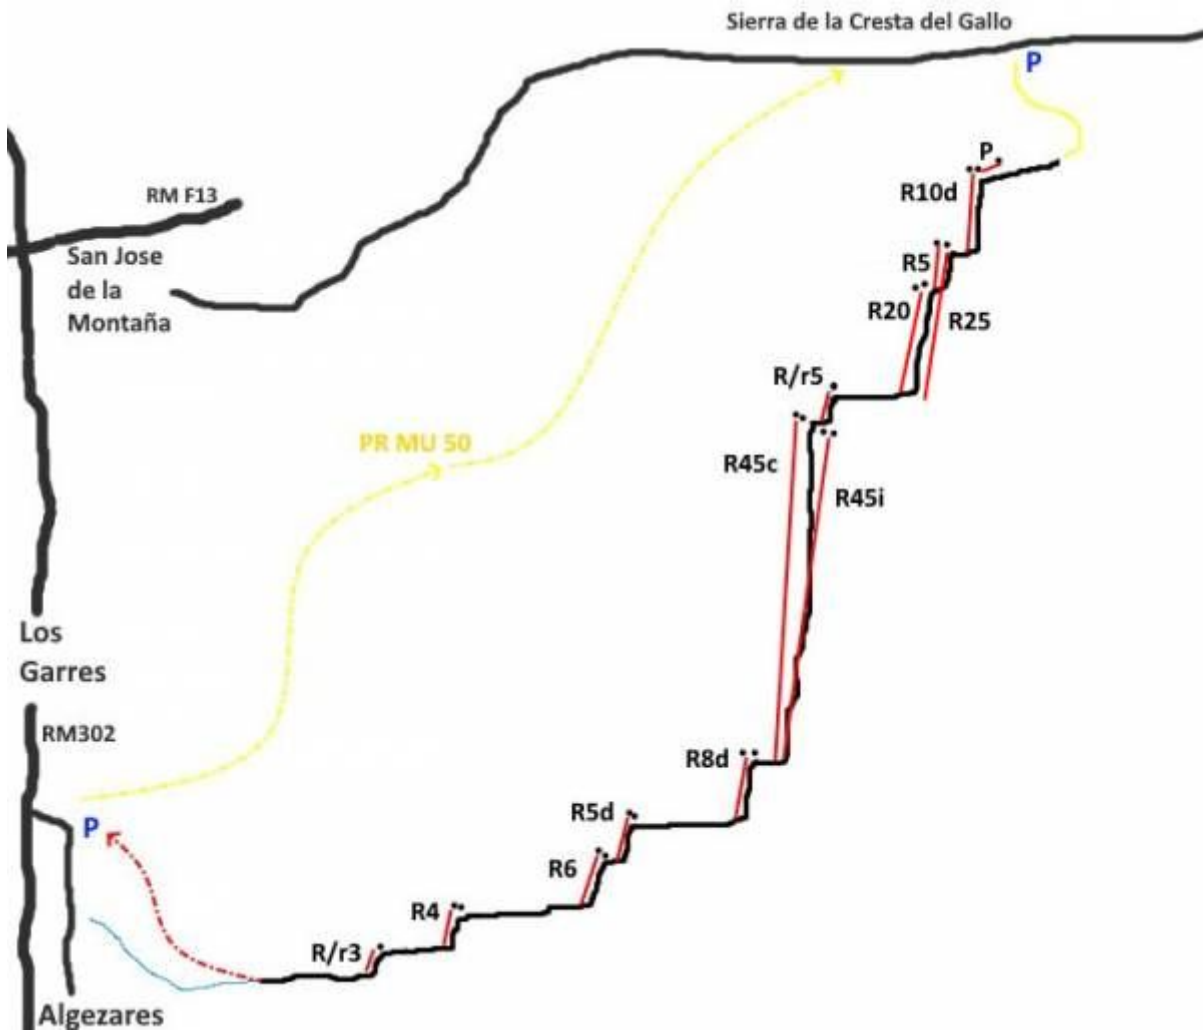 Sierra de la Cresta del Gallo
P
P
RM F13
R10d
San Jose
de la
Montaña
R5
R20
R25
R/r5
PR MU 50
R45c
R45i
Los
Garres
RM302
R8d
R5d
P
R6
R4
R/r3
Algezares